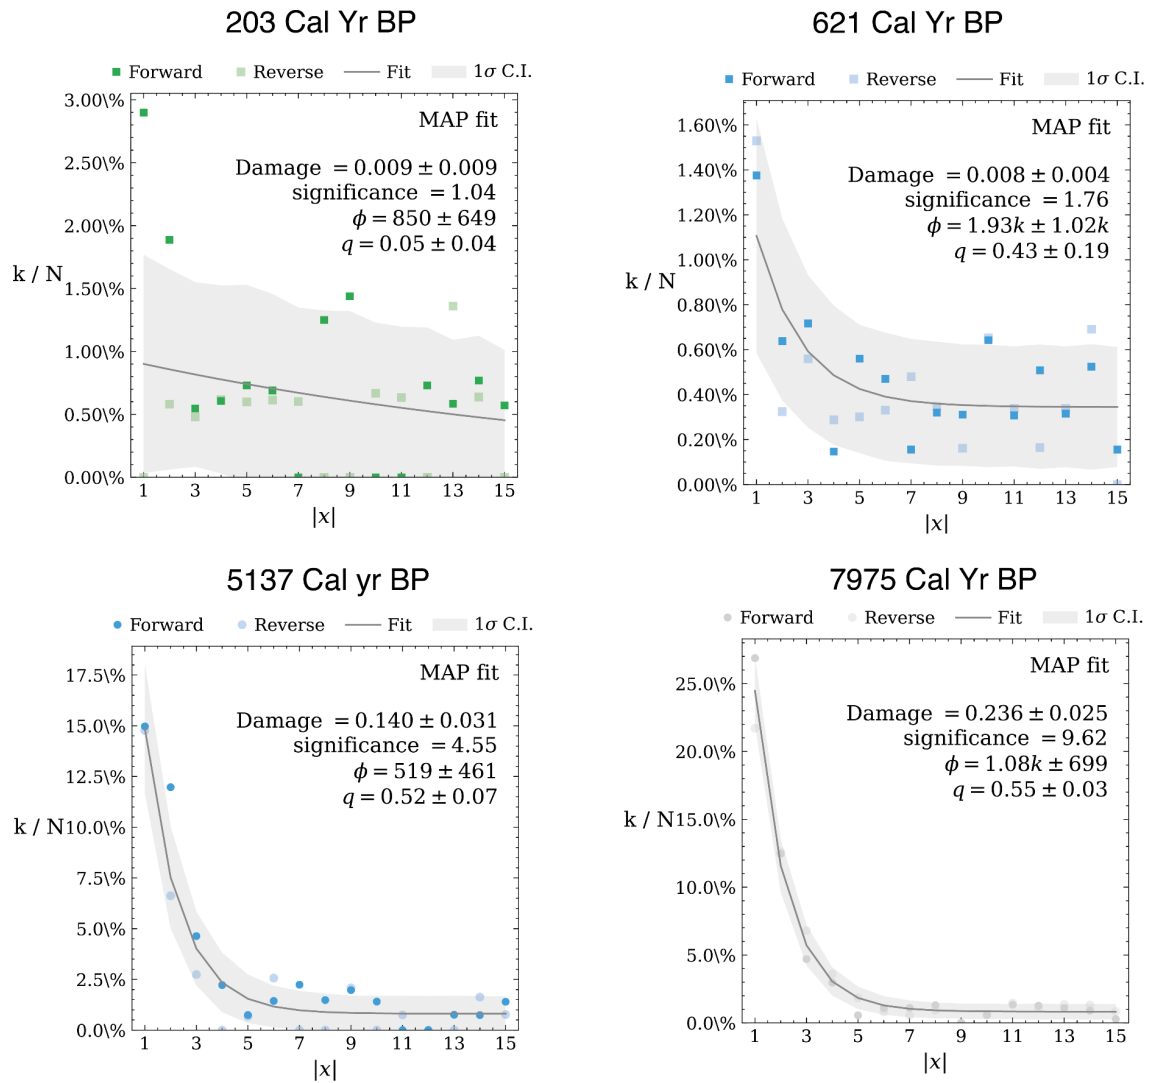 203 Cal Yr BP
Forward Reverse Fit 1σ C.I.
3.00\%
2.50\%
2.00\%
1.50\%
1.00\%
0.50\%
0.00\%
k / N
MAP fit
Damage = 0.009 ± 0.009
significance = 1.04
ϕ = 850 ± 649
q = 0.05 ± 0.04
1 3 5 7 9 11 13 15
|x|
621 Cal Yr BP
Forward Reverse Fit 1σ C.I.
1.60\%
1.40\%
1.20\%
1.00\%
0.80\%
0.60\%
0.40\%
0.20\%
0.00\%
k / N
MAP fit
Damage = 0.008 ± 0.004
significance = 1.76
ϕ = 1.93k ± 1.02k
q = 0.43 ± 0.19
1 3 5 7 9 11 13 15
|x|
5137 Cal yr BP
Forward Reverse Fit 1σ C.I.
17.5\%
15.0\%
12.5\%
10.0\%
7.5\%
5.0\%
2.5\%
0.0\%
k / N
MAP fit
Damage = 0.140 ± 0.031
significance = 4.55
ϕ = 519 ± 461
q = 0.52 ± 0.07
1 3 5 7 9 11 13 15
|x|
7975 Cal Yr BP
Forward Reverse Fit 1σ C.I.
25.0\%
20.0\%
15.0\%
10.0\%
5.0\%
0.0\%
k / N
MAP fit
Damage = 0.236 ± 0.025
significance = 9.62
ϕ = 1.08k ± 699
q = 0.55 ± 0.03
1 3 5 7 9 11 13 15
|x|